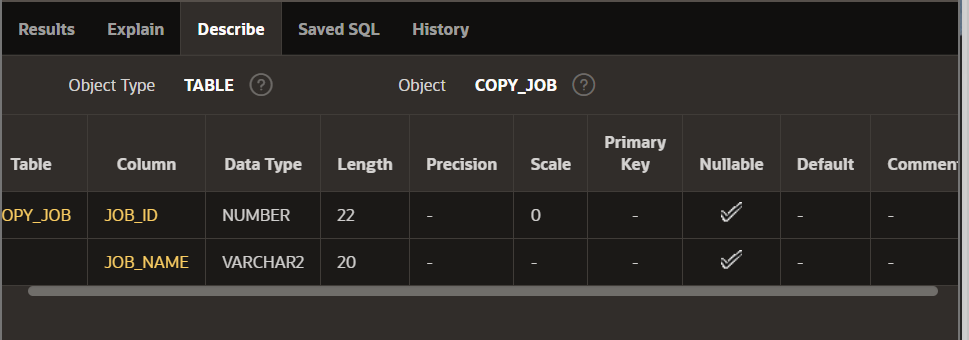 Results Explain Describe Saved SQL History
Object Type TABLE ? Object COPY_JOB ?
Table Column Data Type Length Precision Scale Primary Key Nullable Default Comment
OPY_JOB JOB_ID NUMBER 22 - 0 - - -
JOB_NAME VARCHAR2 20 - - - - -